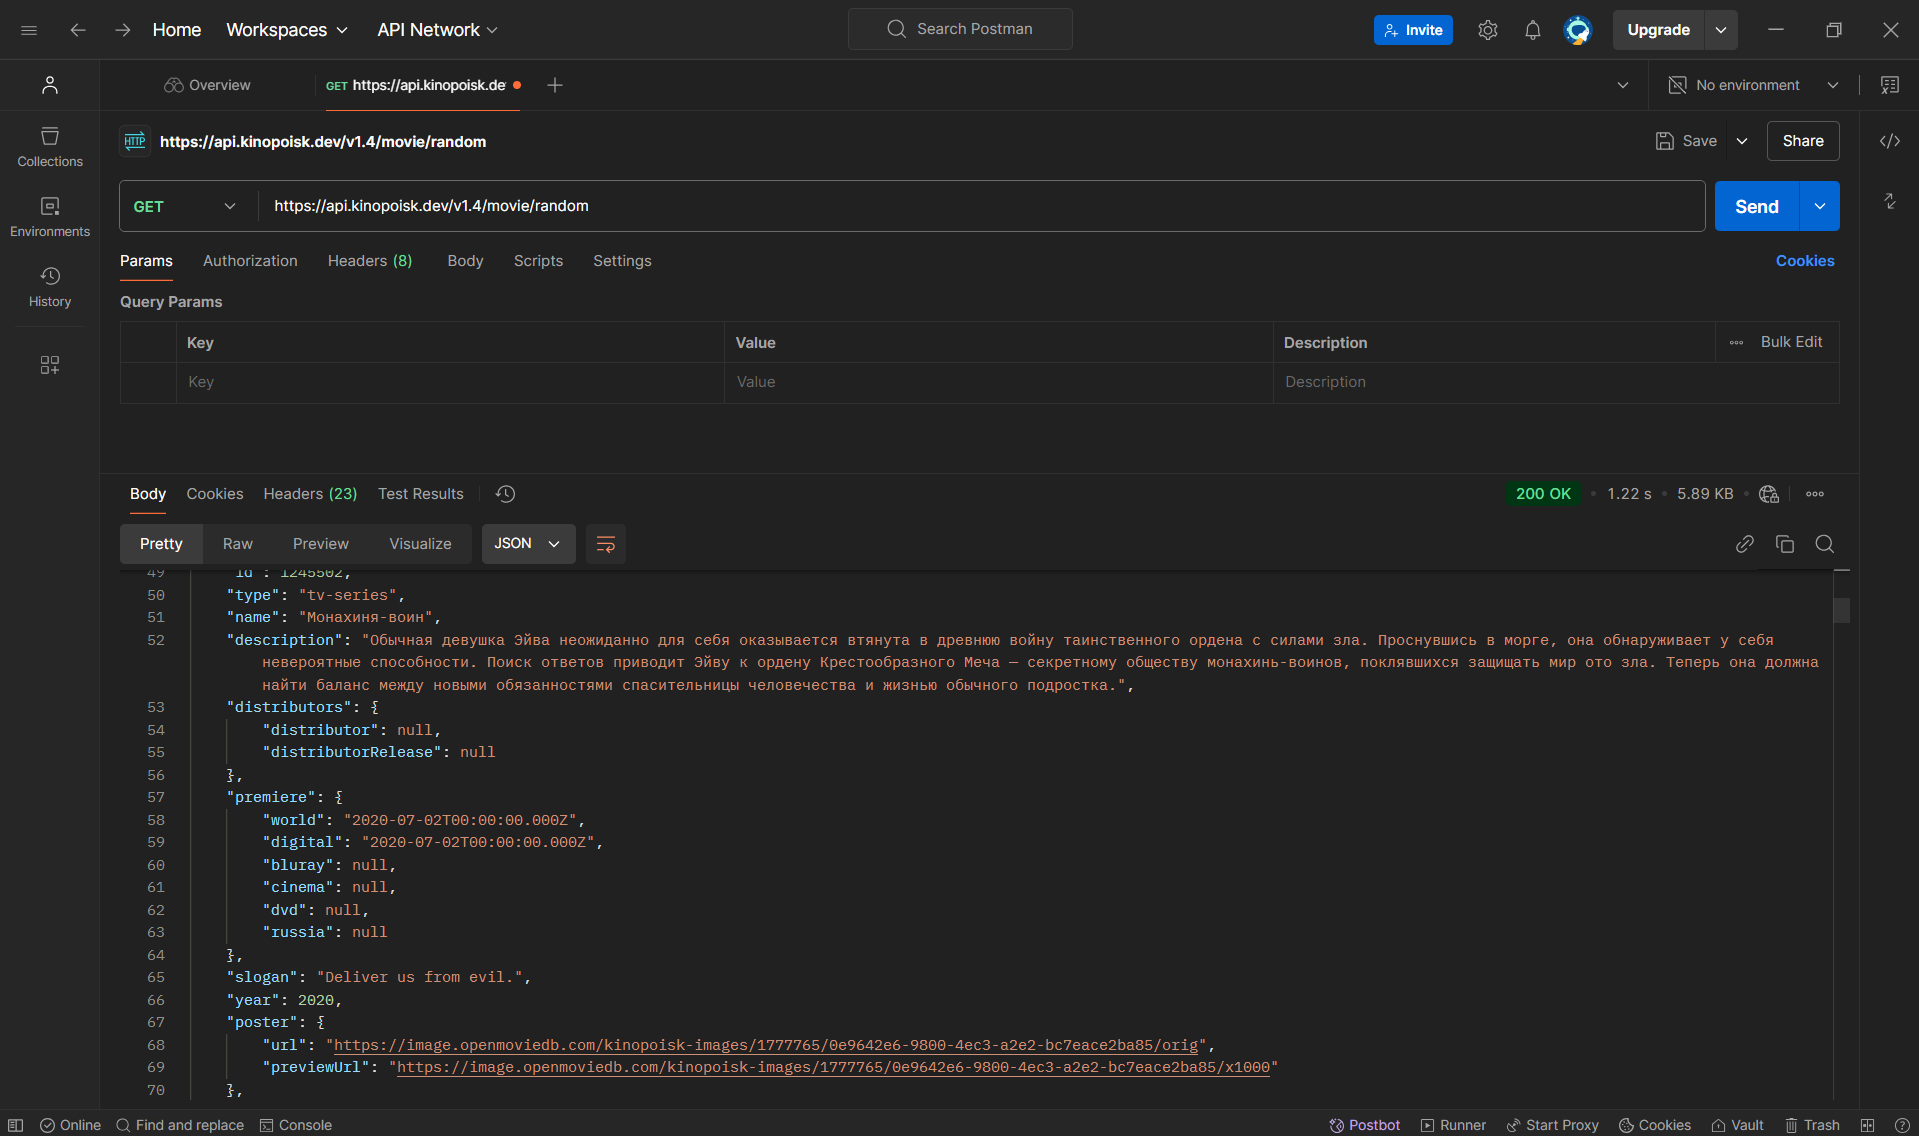 Home Workspaces API Network Search Postman Invite Upgrade
Overview GET https://api.kinopoisk.de No environment
HTTP https://api.kinopoisk.dev/v1.4/movie/random Save Share
Collections
GET https://api.kinopoisk.dev/v1.4/movie/random Send
Environments
Params Authorization Headers (8) Body Scripts Settings Cookies
History
Query Params
Key Value Description Bulk Edit
Key Value Description
Body Cookies Headers (23) Test Results 200 OK 1.22 s 5.89 KB
Pretty Raw Preview Visualize JSON
49 "id": 1245502,
50 "type": "tv-series",
51 "name": "Монахиня-воин",
52 "description": "Обычная девушка Эйва неожиданно для себя оказывается втянута в древнюю войну таинственного ордена с силами зла. Проснувшись в морге, она обнаруживает у себя
невероятные способности. Поиск ответов приводит Эйву к ордену Крестообразного Меча — секретному обществу монахинь-воинов, поклявшихся защищать мир ото зла. Теперь она должна
найти баланс между новыми обязанностями спасительницы человечества и жизнью обычного подростка.",
53 "distributors": {
54 "distributor": null,
55 "distributorRelease": null
56 },
57 "premiere": {
58 "world": "2020-07-02T00:00:00.000Z",
59 "digital": "2020-07-02T00:00:00.000Z",
60 "bluray": null,
61 "cinema": null,
62 "dvd": null,
63 "russia": null
64 },
65 "slogan": "Deliver us from evil.",
66 "year": 2020,
67 "poster": {
68 "url": "https://image.openmoviedb.com/kinopoisk-images/1777765/0e9642e6-9800-4ec3-a2e2-bc7eace2ba85/orig",
69 "previewUrl": "https://image.openmoviedb.com/kinopoisk-images/1777765/0e9642e6-9800-4ec3-a2e2-bc7eace2ba85/x1000"
70 },
Online Find and replace Console Postbot Runner Start Proxy Cookies Vault Trash